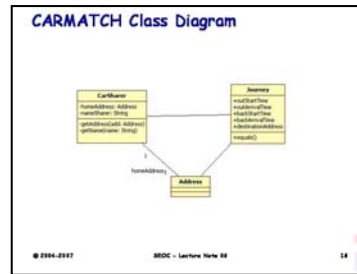 CARMATCH Class Diagram
CarSharer
-homeAddress: Address
-nameSharer: String
-getAddress(add: Address)
-getName(name: String)
Journey
+outStartTime
+outArrivalTime
+backStartTime
+backArrivalTime
+destinationAddress
+equals()
1
homeAddress
Address
© 2004-2007
SEOC - Lecture Note 08